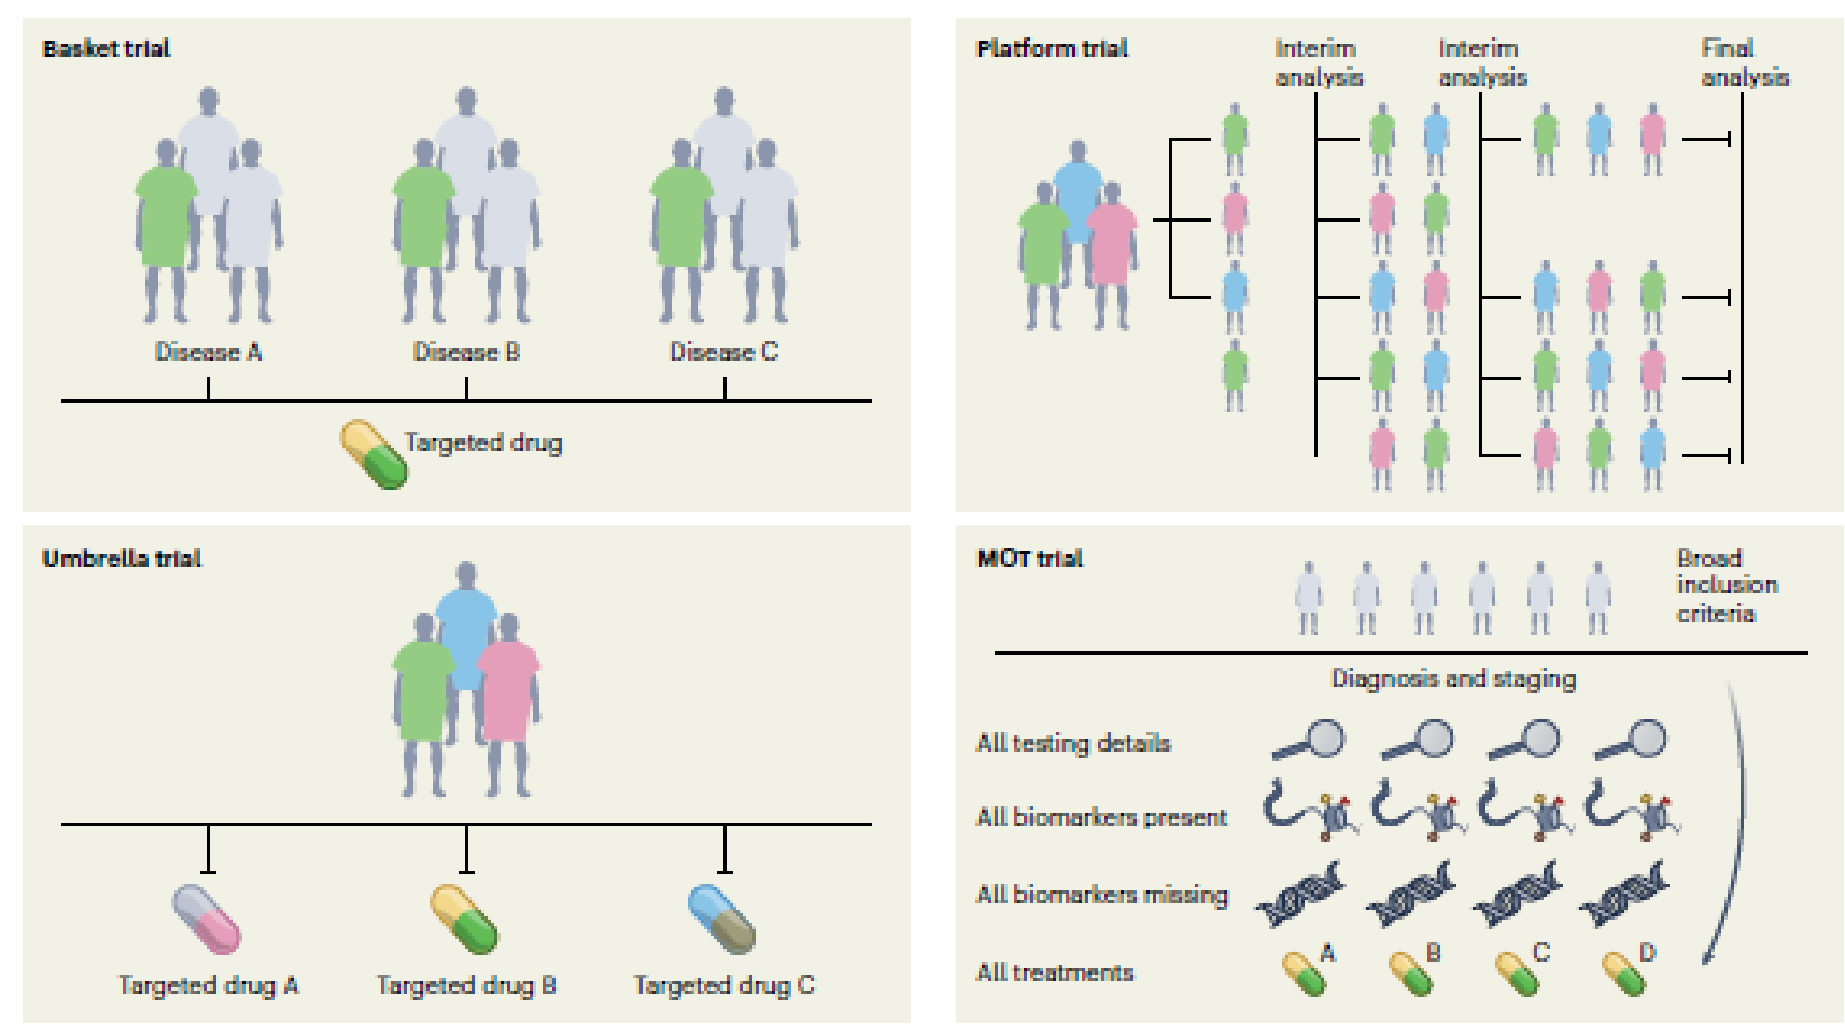 Basket trial
Disease A
Disease B
Disease C
Targeted drug
Platform trial
Interim
analysis
Interim
analysis
Final
analysis
Umbrella trial
Targeted drug A
Targeted drug B
Targeted drug C
MOT trial
Broad
inclusion
criteria
Diagnosis and staging
All testing details
All biomarkers present
All biomarkers missing
All treatments
A
B
C
D